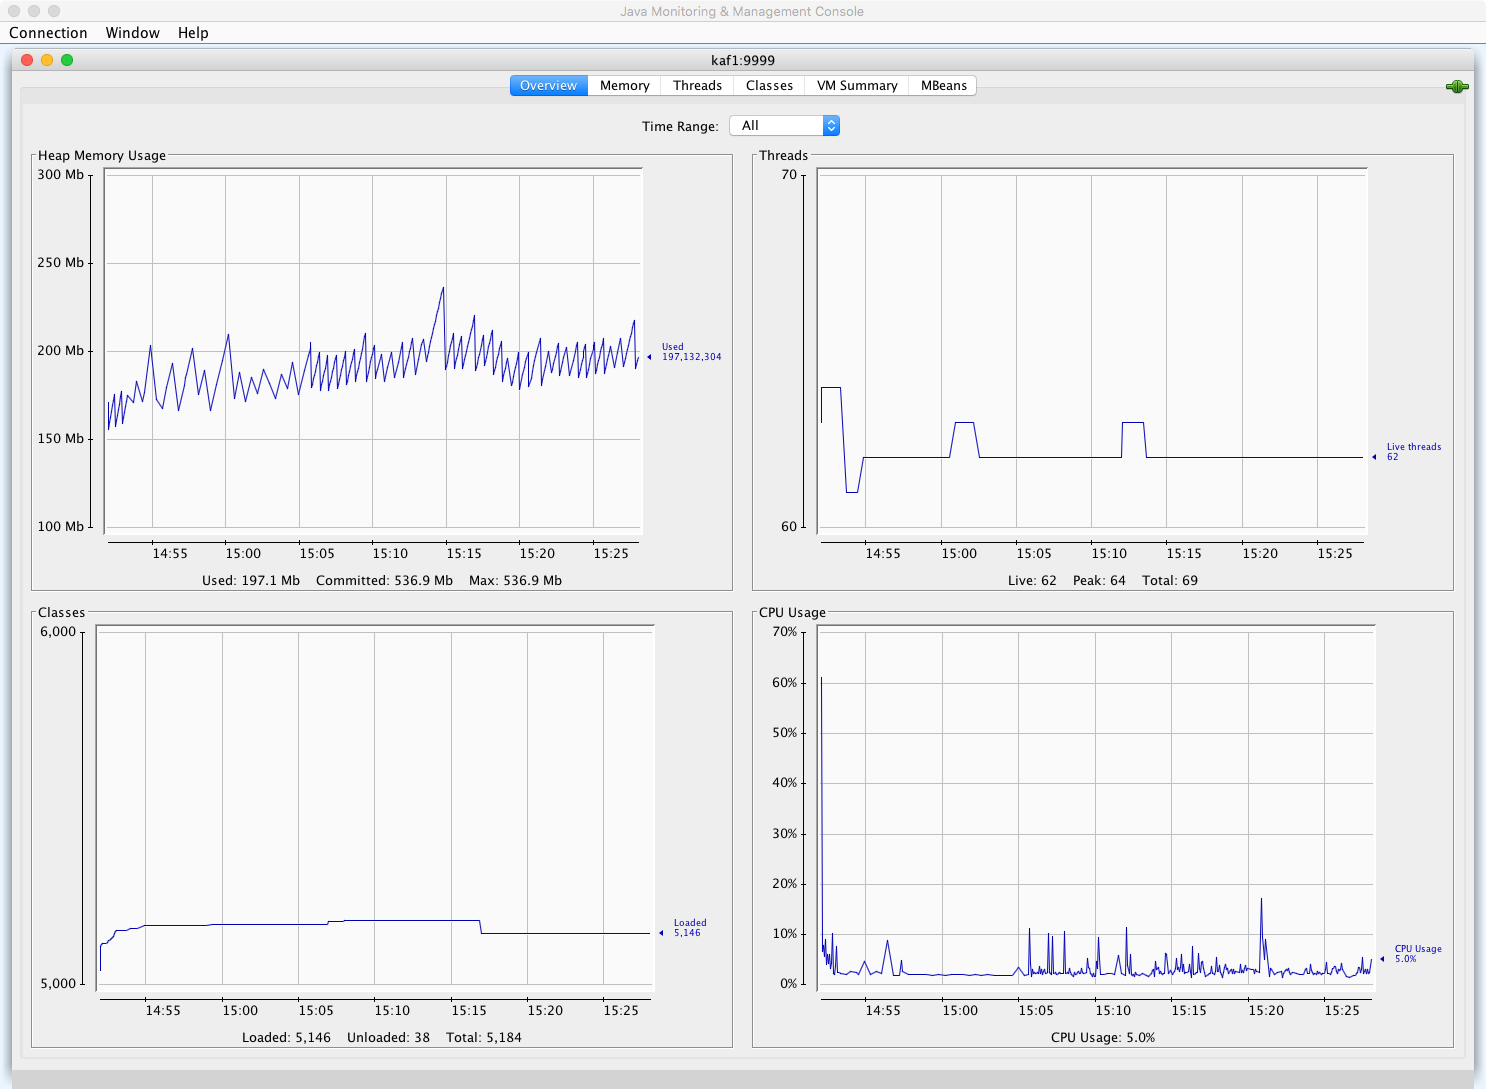 Java Monitoring & Management Console
Connection Window Help
kaf1:9999
Overview Memory Threads Classes VM Summary MBeans
Time Range: All
Heap Memory Usage
300 Mb
250 Mb
200 Mb
150 Mb
100 Mb
Used
197,132,304
14:55 15:00 15:05 15:10 15:15 15:20 15:25
Used: 197.1 Mb Committed: 536.9 Mb Max: 536.9 Mb
Threads
70
60
Live threads
62
14:55 15:00 15:05 15:10 15:15 15:20 15:25
Live: 62 Peak: 64 Total: 69
Classes
6,000
5,000
Loaded
5,146
14:55 15:00 15:05 15:10 15:15 15:20 15:25
Loaded: 5,146 Unloaded: 38 Total: 5,184
CPU Usage
70%
60%
50%
40%
30%
20%
10%
0%
CPU Usage
5.0%
14:55 15:00 15:05 15:10 15:15 15:20 15:25
CPU Usage: 5.0%